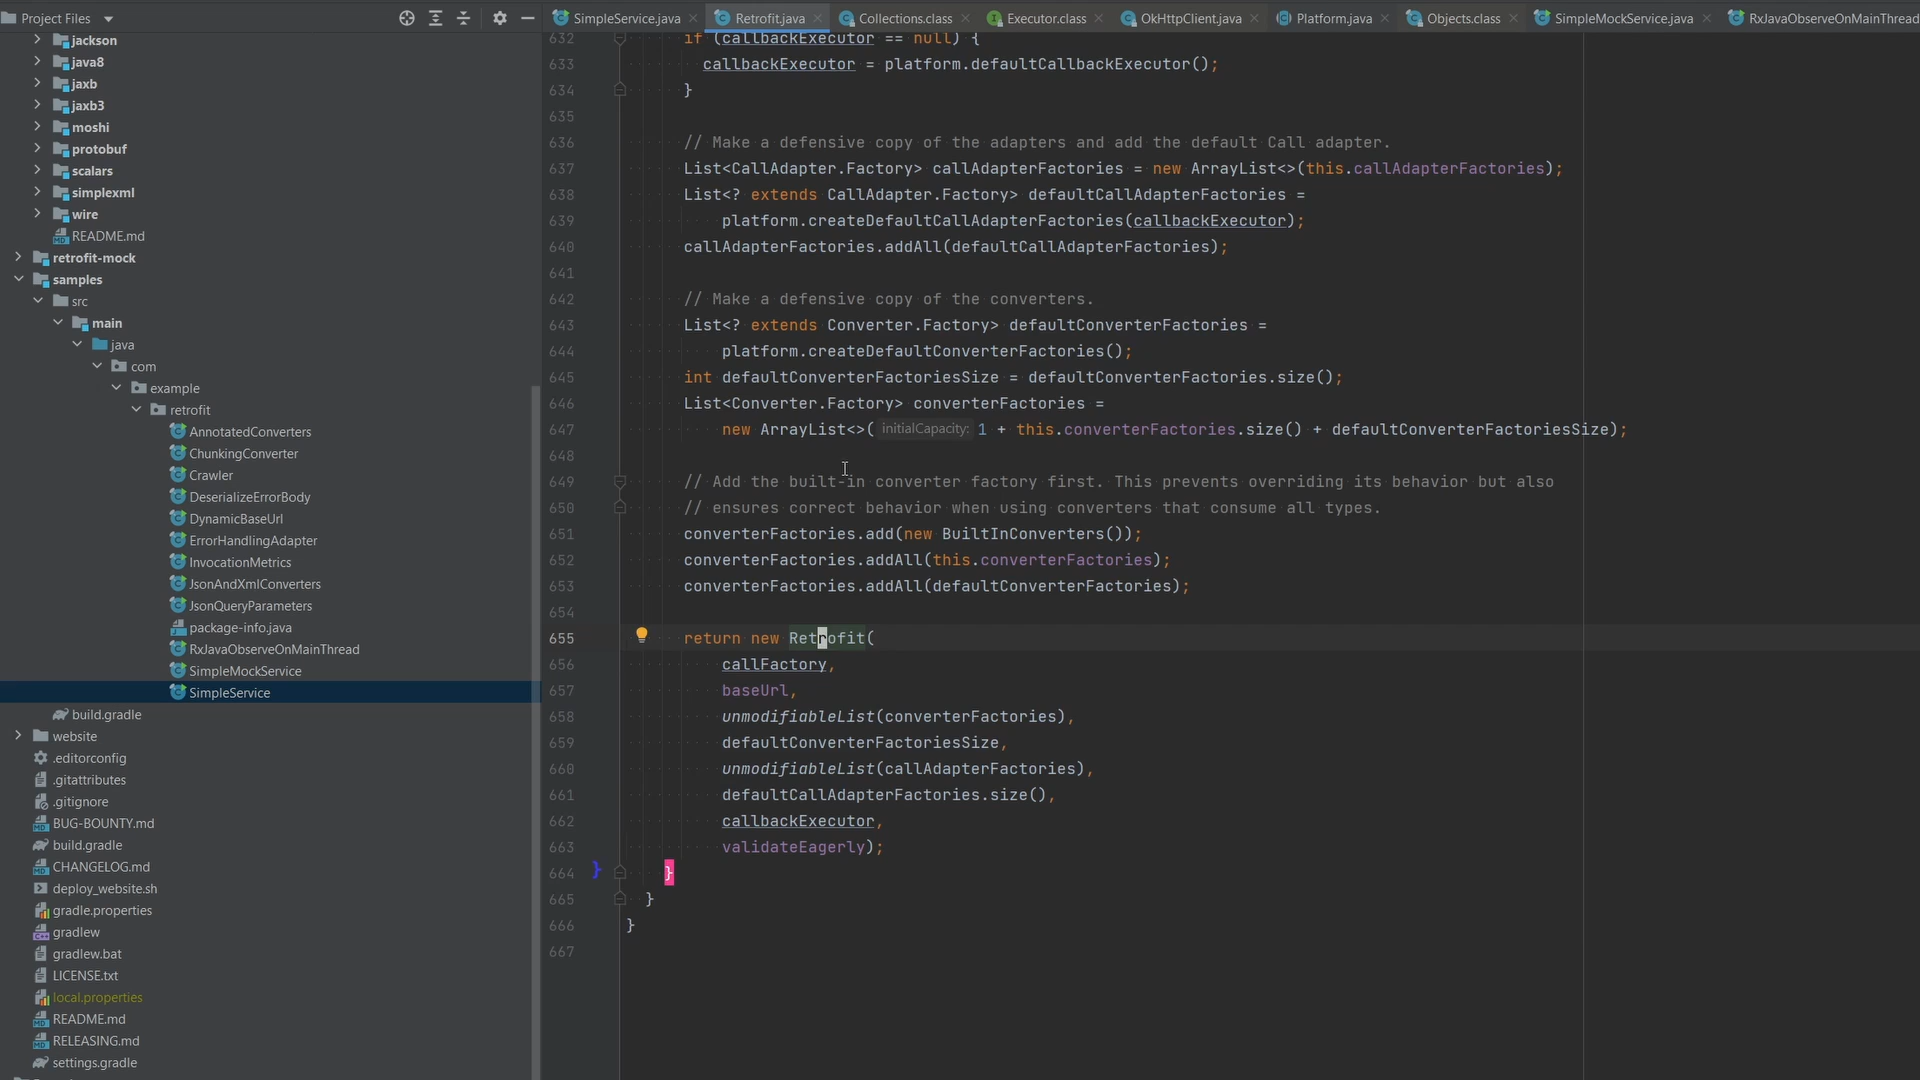 Project Files
SimpleService.java
Retrofit.java
Collections.class
Executor.class
OkHttpClient.java
Platform.java
Objects.class
SimpleMockService.java
RxJavaObserveOnMainThread
jackson
java8
jaxb
jaxb3
moshi
protobuf
scalars
simplexml
wire
README.md
retrofit-mock
samples
src
main
java
com
example
retrofit
AnnotatedConverters
ChunkingConverter
Crawler
DeserializeErrorBody
DynamicBaseUrl
ErrorHandlingAdapter
InvocationMetrics
JsonAndXmlConverters
JsonQueryParameters
package-info.java
RxJavaObserveOnMainThread
SimpleMockService
SimpleService
build.gradle
website
.editorconfig
.gitattributes
.gitignore
BUG-BOUNTY.md
build.gradle
CHANGELOG.md
deploy_website.sh
gradle.properties
gradlew
gradlew.bat
LICENSE.txt
local.properties
README.md
RELEASING.md
settings.gradle
632 if (callbackExecutor == null) {
633 callbackExecutor = platform.defaultCallbackExecutor();
634 }
635
636 // Make a defensive copy of the adapters and add the default Call adapter.
637 List<CallAdapter.Factory> callAdapterFactories = new ArrayList<>(this.callAdapterFactories);
638 List<? extends CallAdapter.Factory> defaultCallAdapterFactories =
639 platform.createDefaultCallAdapterFactories(callbackExecutor);
640 callAdapterFactories.addAll(defaultCallAdapterFactories);
641
642 // Make a defensive copy of the converters.
643 List<? extends Converter.Factory> defaultConverterFactories =
644 platform.createDefaultConverterFactories();
645 int defaultConverterFactoriesSize = defaultConverterFactories.size();
646 List<Converter.Factory> converterFactories =
647 new ArrayList<>( initialCapacity: 1 + this.converterFactories.size() + defaultConverterFactoriesSize);
648
649 // Add the built-in converter factory first. This prevents overriding its behavior but also
650 // ensures correct behavior when using converters that consume all types.
651 converterFactories.add(new BuiltInConverters());
652 converterFactories.addAll(this.converterFactories);
653 converterFactories.addAll(defaultConverterFactories);
654
655 return new Retrofit(
656 callFactory,
657 baseUrl,
658 unmodifiableList(converterFactories),
659 defaultConverterFactoriesSize,
660 unmodifiableList(callAdapterFactories),
661 defaultCallAdapterFactories.size(),
662 callbackExecutor,
663 validateEagerly);
664 } }
665 }
666 }
667